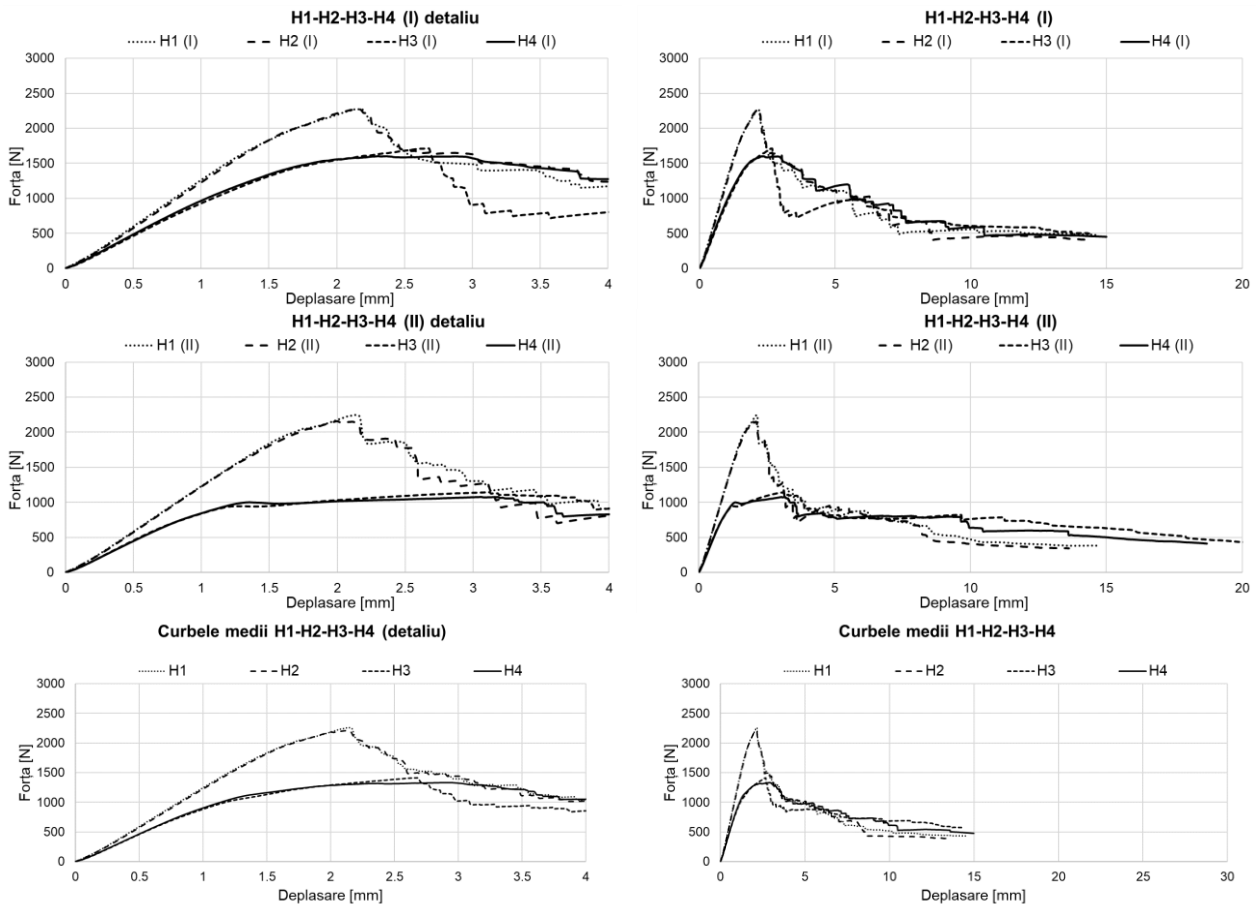 H1-H2-H3-H4 (I) detaliu
H1 (I) H2 (I) H3 (I) H4 (I)
3000
2500
2000
1500
1000
500
0
Forța [N]
0 0.5 1 1.5 2 2.5 3 3.5 4
Deplasare [mm]
H1-H2-H3-H4 (I)
H1 (I) H2 (I) H3 (I) H4 (I)
3000
2500
2000
1500
1000
500
0
Forța [N]
0 5 10 15 20
Deplasare [mm]
H1-H2-H3-H4 (II) detaliu
H1 (II) H2 (II) H3 (II) H4 (II)
3000
2500
2000
1500
1000
500
0
Forța [N]
0 0.5 1 1.5 2 2.5 3 3.5 4
Deplasare [mm]
H1-H2-H3-H4 (II)
H1 (II) H2 (II) H3 (II) H4 (II)
3000
2500
2000
1500
1000
500
0
Forța [N]
0 5 10 15 20
Deplasare [mm]
Curbele medii H1-H2-H3-H4 (detaliu)
H1 H2 H3 H4
3000
2500
2000
1500
1000
500
0
Forța [N]
0 0.5 1 1.5 2 2.5 3 3.5 4
Deplasare [mm]
Curbele medii H1-H2-H3-H4
H1 H2 H3 H4
3000
2500
2000
1500
1000
500
0
Forța [N]
0 5 10 15 20 25 30
Deplasare [mm]